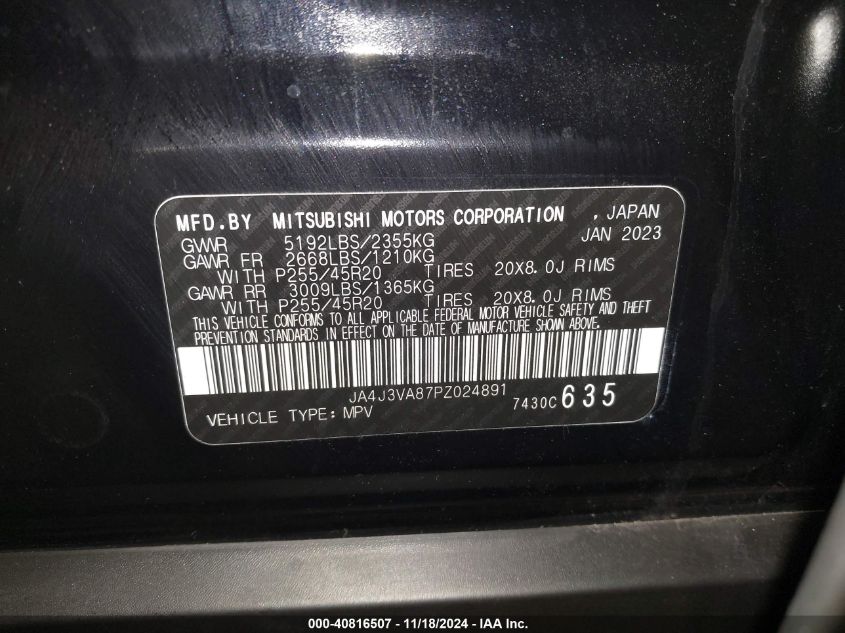 MFD.BY MITSUBISHI MOTORS CORPORATION , JAPAN
GVWR 5192LBS/2355KG JAN 2023
GAWR FR 2668LBS/1210KG
WITH P255/45R20 TIRES 20X8.0J RIMS
GAWR RR 3009LBS/1365KG
WITH P255/45R20 TIRES 20X8.0J RIMS
THIS VEHICLE CONFORMS TO ALL APPLICABLE FEDERAL MOTOR VEHICLE SAFETY AND THEFT
PREVENTION STANDARDS IN EFFECT ON THE DATE OF MANUFACTURE SHOWN ABOVE.
JA4J3VA87PZ024891
VEHICLE TYPE: MPV 7430C 635
000-40816507 - 11/18/2024 - IAA Inc.